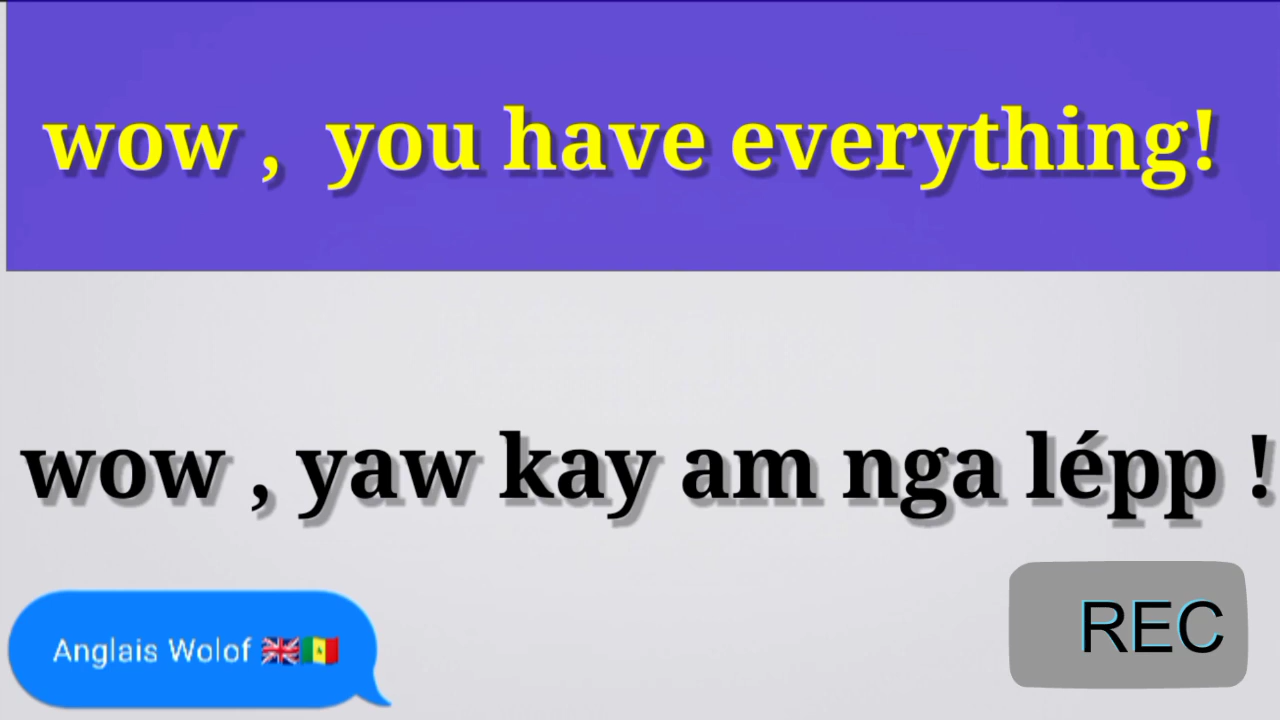 wow ,  you have everything!
wow , yaw kay am nga lépp !
Anglais Wolof 🇬🇧🇸🇳
REC